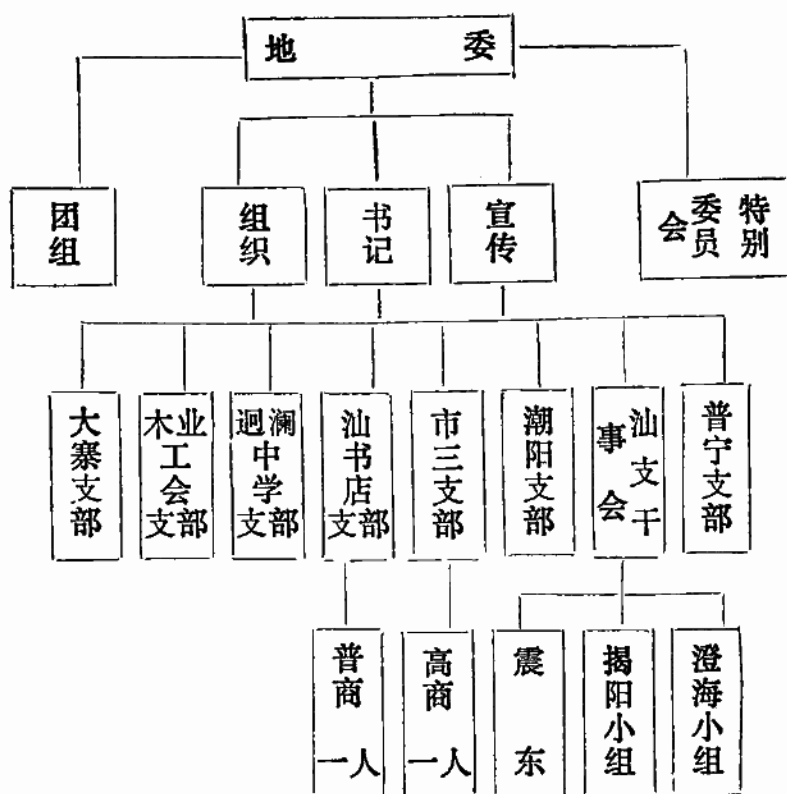 地 委
团组
组织
书记
宣传
特别
委员
会
大寨支部
木业
工会
支部
迥澜
中学
支部
汕书店
支部
市三支部
潮阳支部
汕支干
事会
普宁支部
普商
一人
高商
一人
震东
揭阳小组
澄海小组